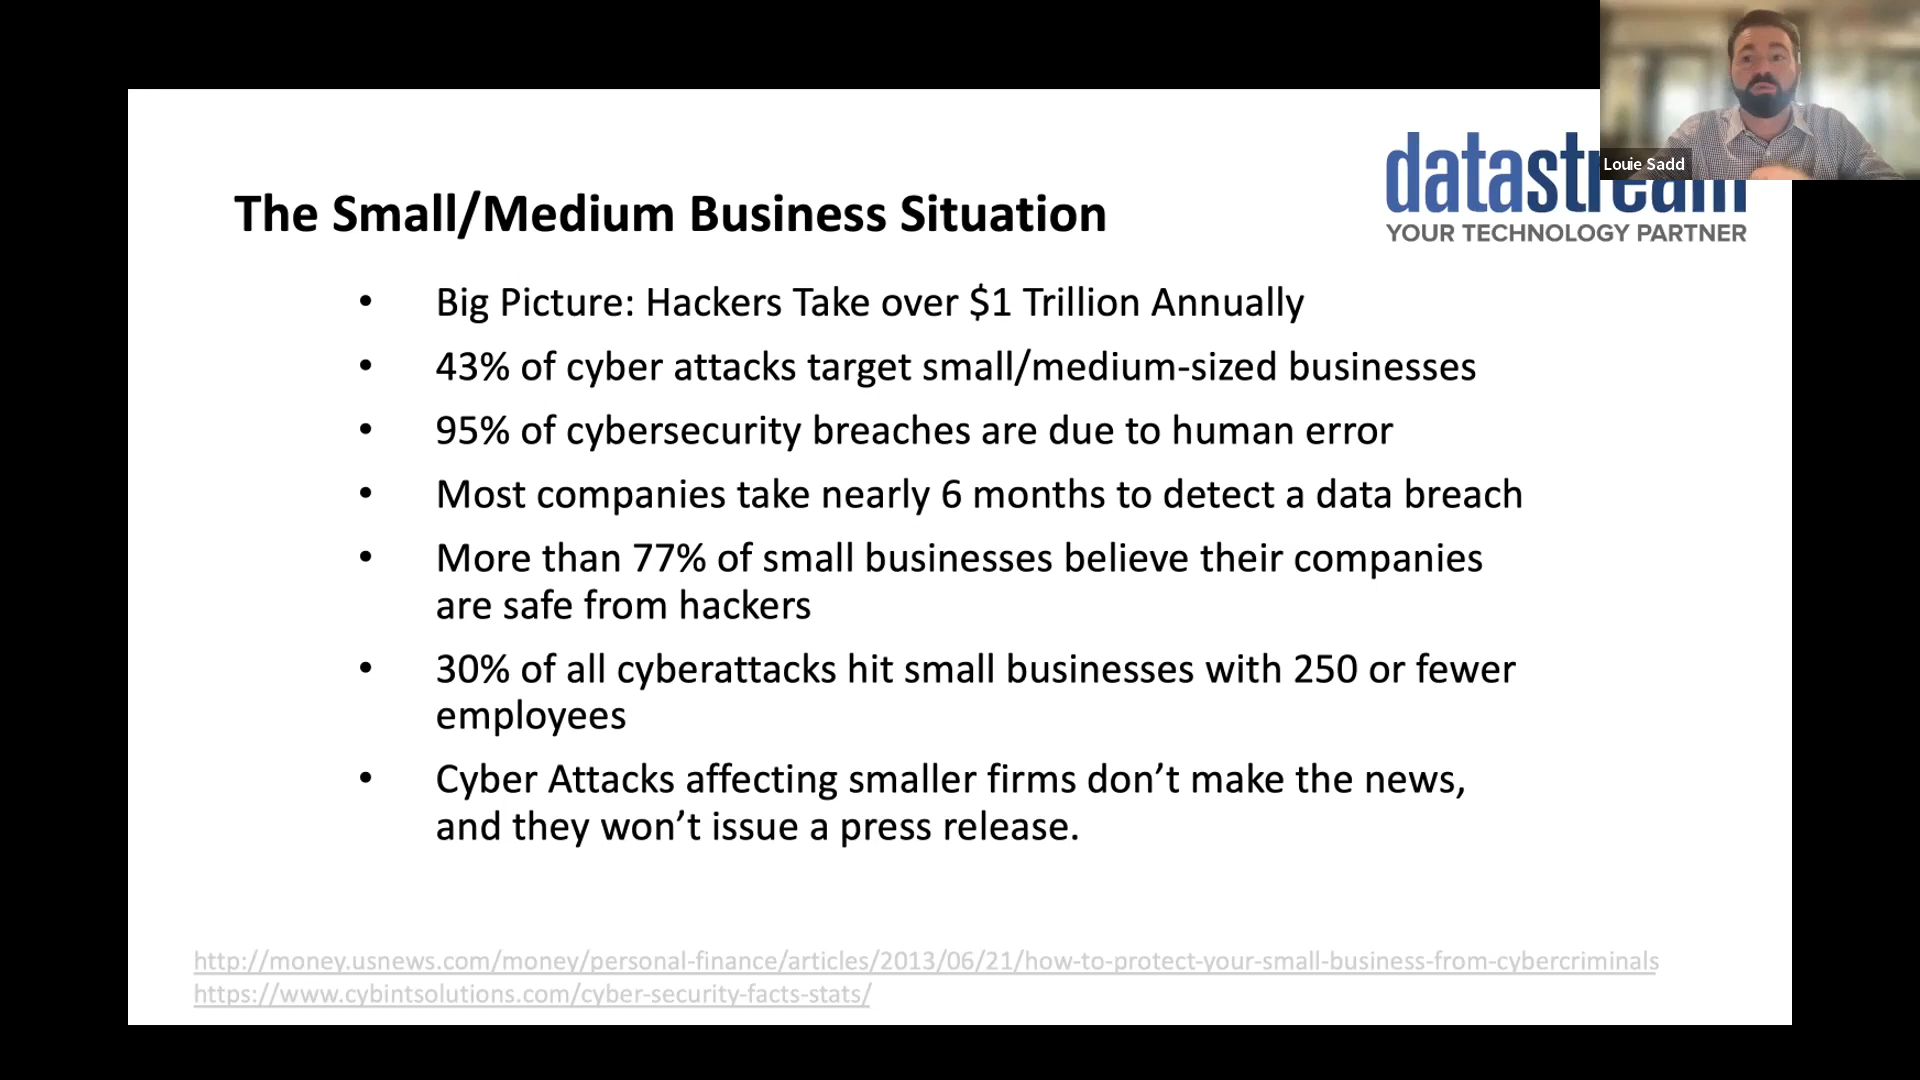 Louie Sadd
datastream
YOUR TECHNOLOGY PARTNER
The Small/Medium Business Situation
• Big Picture: Hackers Take over $1 Trillion Annually
• 43% of cyber attacks target small/medium-sized businesses
• 95% of cybersecurity breaches are due to human error
• Most companies take nearly 6 months to detect a data breach
• More than 77% of small businesses believe their companies
are safe from hackers
• 30% of all cyberattacks hit small businesses with 250 or fewer
employees
• Cyber Attacks affecting smaller firms don’t make the news,
and they won’t issue a press release.
http://money.usnews.com/money/personal-finance/articles/2013/06/21/how-to-protect-your-small-business-from-cybercriminals
https://www.cybintsolutions.com/cyber-security-facts-stats/